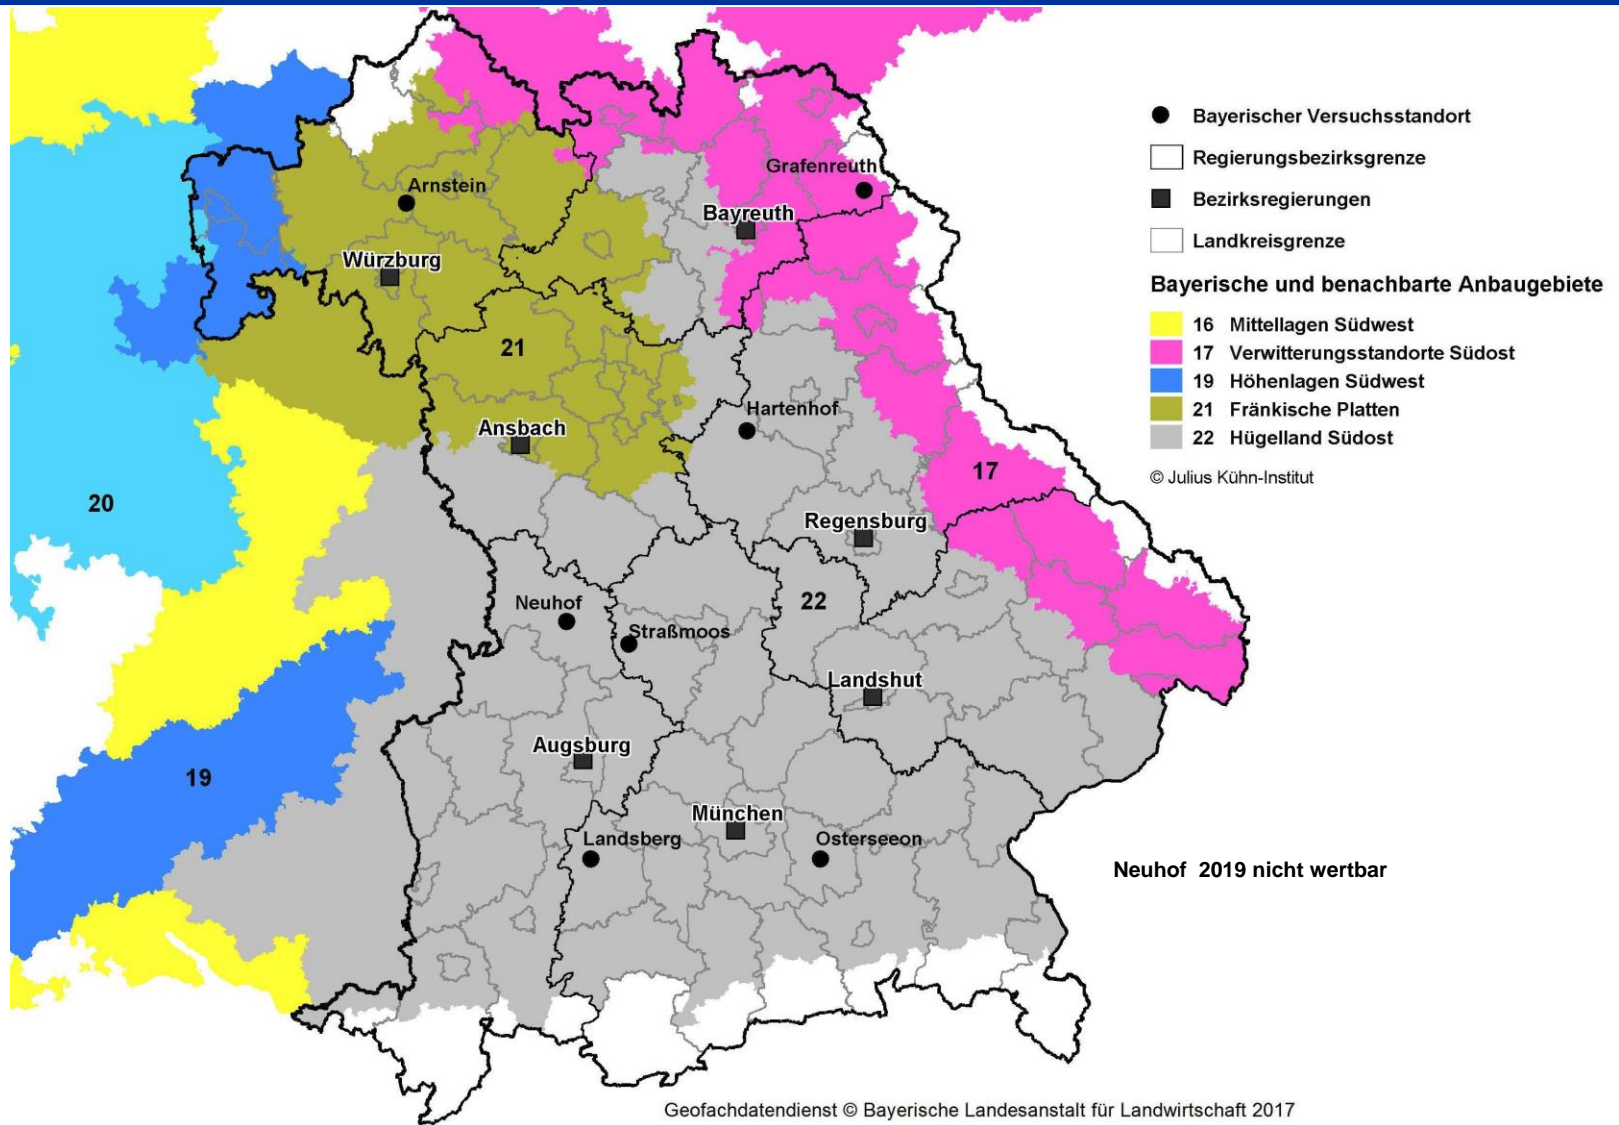 Bayerischer Versuchsstandort
Regierungsbezirksgrenze
Bezirksregierungen
Landkreisgrenze
Bayerische und benachbarte Anbaugebiete
16 Mittellagen Südwest
17 Verwitterungsstandorte Südost
19 Höhenlagen Südwest
21 Fränkische Platten
22 Hügelland Südost
© Julius Kühn-Institut
Grafenreuth
Arnstein
Bayreuth
Würzburg
21
Hartenhof
Ansbach
17
20
Regensburg
22
Neuhof
Straßmoos
Landshut
Augsburg
19
München
Landsberg
Osterseeon
Neuhof 2019 nicht wertbar
Geofachdatendienst © Bayerische Landesanstalt für Landwirtschaft 2017